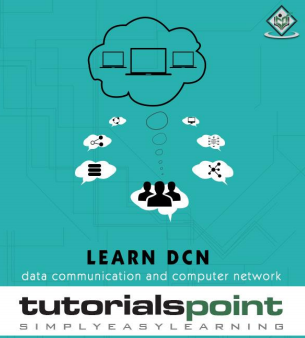 LEARN DCN
data communication and computer network
tutorialspoint
SIMPLYEASYLEARNING